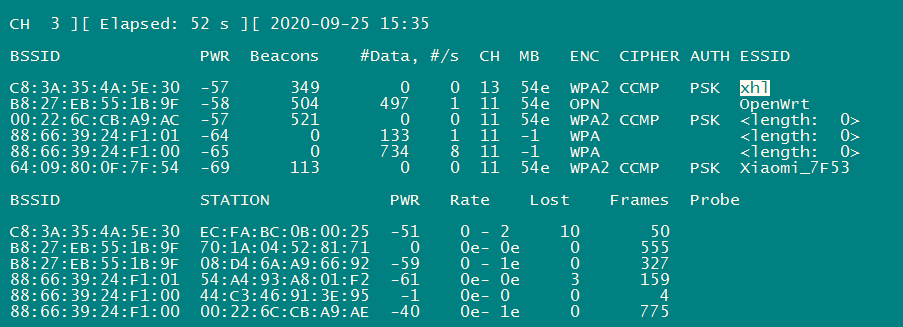 CH 3 ][ Elapsed: 52 s ][ 2020-09-25 15:35
BSSID PWR Beacons #Data, #/s CH MB ENC CIPHER AUTH ESSID
C8:3A:35:4A:5E:30 -57 349 0 0 13 54e WPA2 CCMP PSK xhl
B8:27:EB:55:1B:9F -58 504 497 1 11 54e OPN OpenWrt
00:22:6C:CB:A9:AC -57 521 0 0 11 54e WPA2 CCMP PSK <length: 0>
88:66:39:24:F1:01 -64 0 133 1 11 -1 WPA <length: 0>
88:66:39:24:F1:00 -65 0 734 8 11 -1 WPA <length: 0>
64:09:80:0F:7F:54 -69 113 0 0 11 54e WPA2 CCMP PSK Xiaomi_7F53
BSSID STATION PWR Rate Lost Frames Probe
C8:3A:35:4A:5E:30 EC:FA:BC:0B:00:25 -51 0 - 2 10 50
B8:27:EB:55:1B:9F 70:1A:04:52:81:71 0 0e- 0e 0 555
B8:27:EB:55:1B:9F 08:D4:6A:A9:66:92 -59 0 - 1e 0 327
88:66:39:24:F1:01 54:A4:93:A8:01:F2 -61 0e- 0e 3 159
88:66:39:24:F1:00 44:C3:46:91:3E:95 -1 0e- 0 0 4
88:66:39:24:F1:00 00:22:6C:CB:A9:AE -40 0e- 1e 0 775